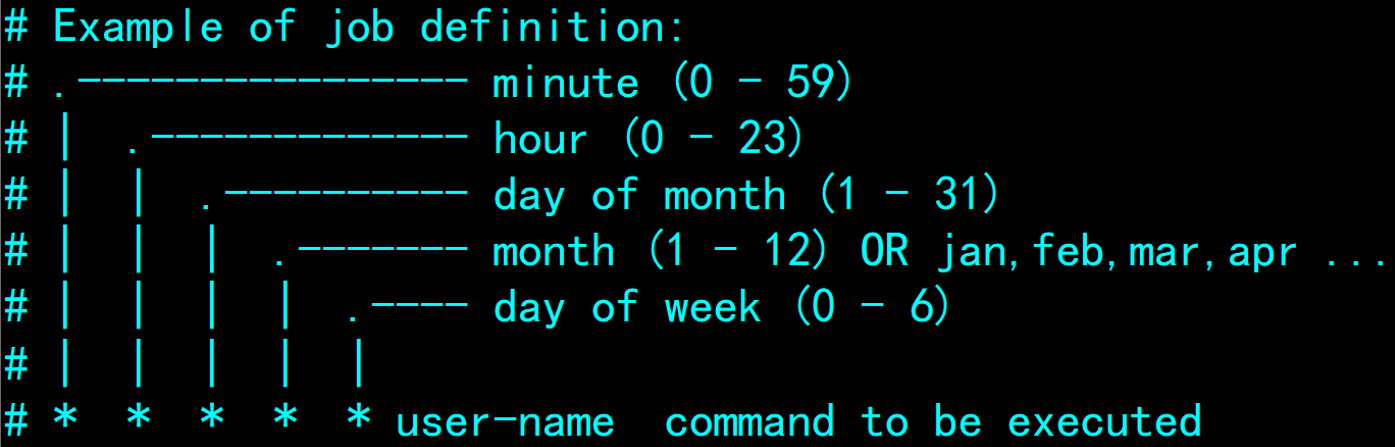 # Example of job definition:
# .---------------- minute (0 - 59)
# |  .------------- hour (0 - 23)
# |  |  .---------- day of month (1 - 31)
# |  |  |  .------- month (1 - 12) OR jan,feb,mar,apr ...
# |  |  |  |  .---- day of week (0 - 6)
# |  |  |  |  |
# *  *  *  *  * user-name  command to be executed